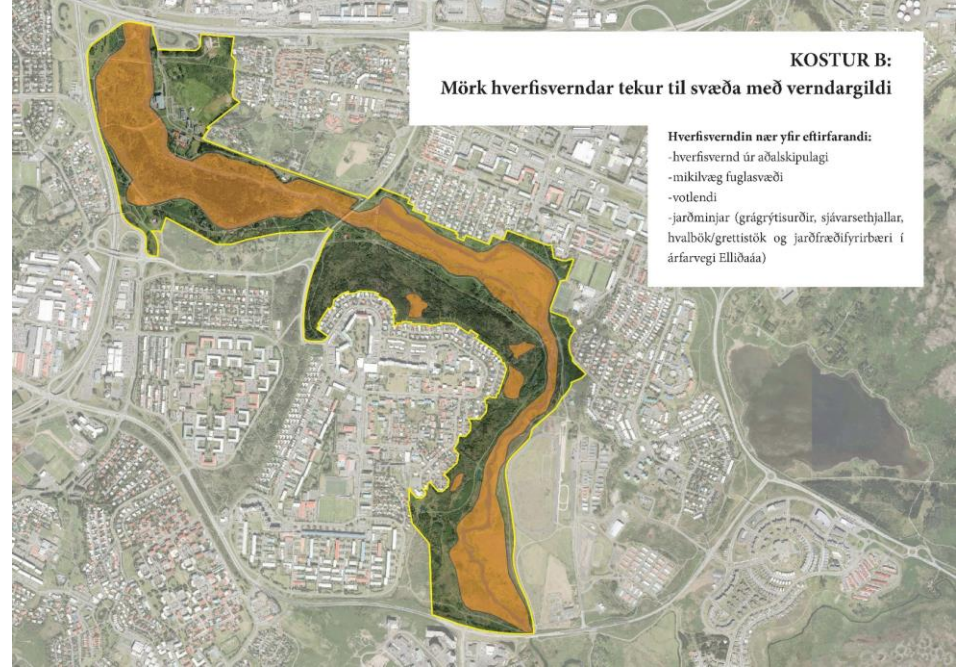 KOSTUR B:
Mörk hverfisverndar tekur til svæða með verndargildi
Hverfisverndin nær yfir eftirfarandi:
-hverfisvernd úr aðalskipulagi
-mikilvæg fuglasvæði
-votlendi
-jarðminjar (grágrýtisurðir, sjávarsethjallar,
hvalbök/grettistök og jarðfræðifyrirbæri í
árfarvegi Elliðaáa)